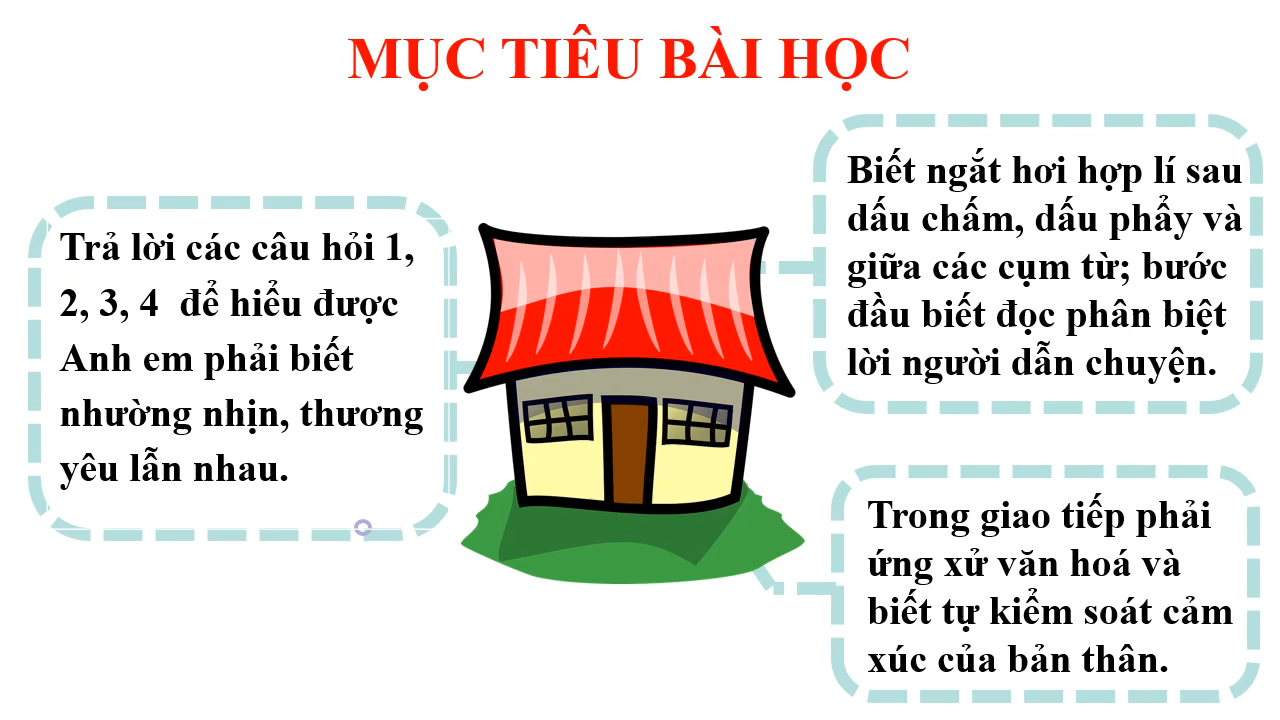 MỤC TIÊU BÀI HỌC
Trả lời các câu hỏi 1,
2, 3, 4 để hiểu được
Anh em phải biết
nhường nhịn, thương
yêu lẫn nhau.
Biết ngắt hơi hợp lí sau
dấu chấm, dấu phẩy và
giữa các cụm từ; bước
đầu biết đọc phân biệt
lời người dẫn chuyện.
Trong giao tiếp phải
ứng xử văn hoá và
biết tự kiểm soát cảm
xúc của bản thân.